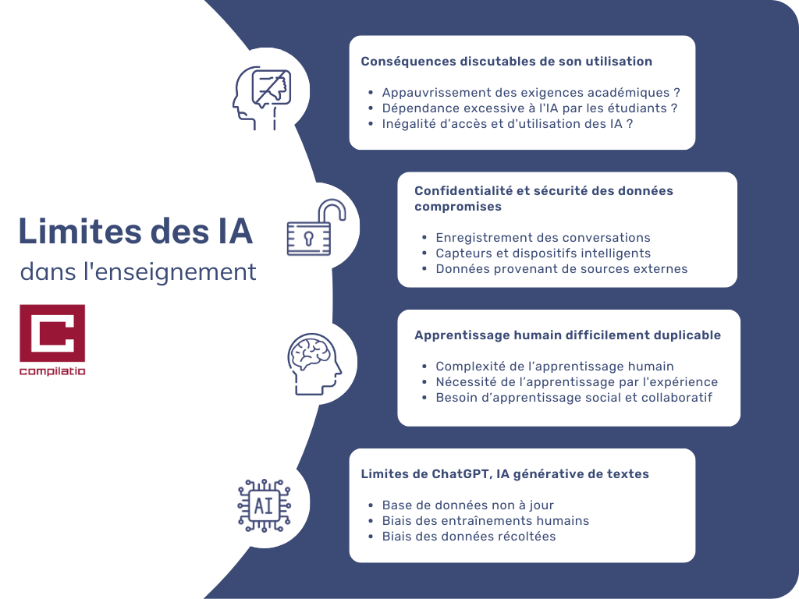 Limites des IA
dans l'enseignement
compilatio
Conséquences discutables de son utilisation
• Appauvrissement des exigences académiques ?
• Dépendance excessive à l'IA par les étudiants ?
• Inégalité d'accès et d'utilisation des IA ?
Confidentialité et sécurité des données
compromises
• Enregistrement des conversations
• Capteurs et dispositifs intelligents
• Données provenant de sources externes
Apprentissage humain difficilement duplicable
• Complexité de l'apprentissage humain
• Nécessité de l'apprentissage par l'expérience
• Besoin d'apprentissage social et collaboratif
AI
Limites de ChatGPT, IA générative de textes
• Base de données non à jour
• Biais des entraînements humains
• Biais des données récoltées